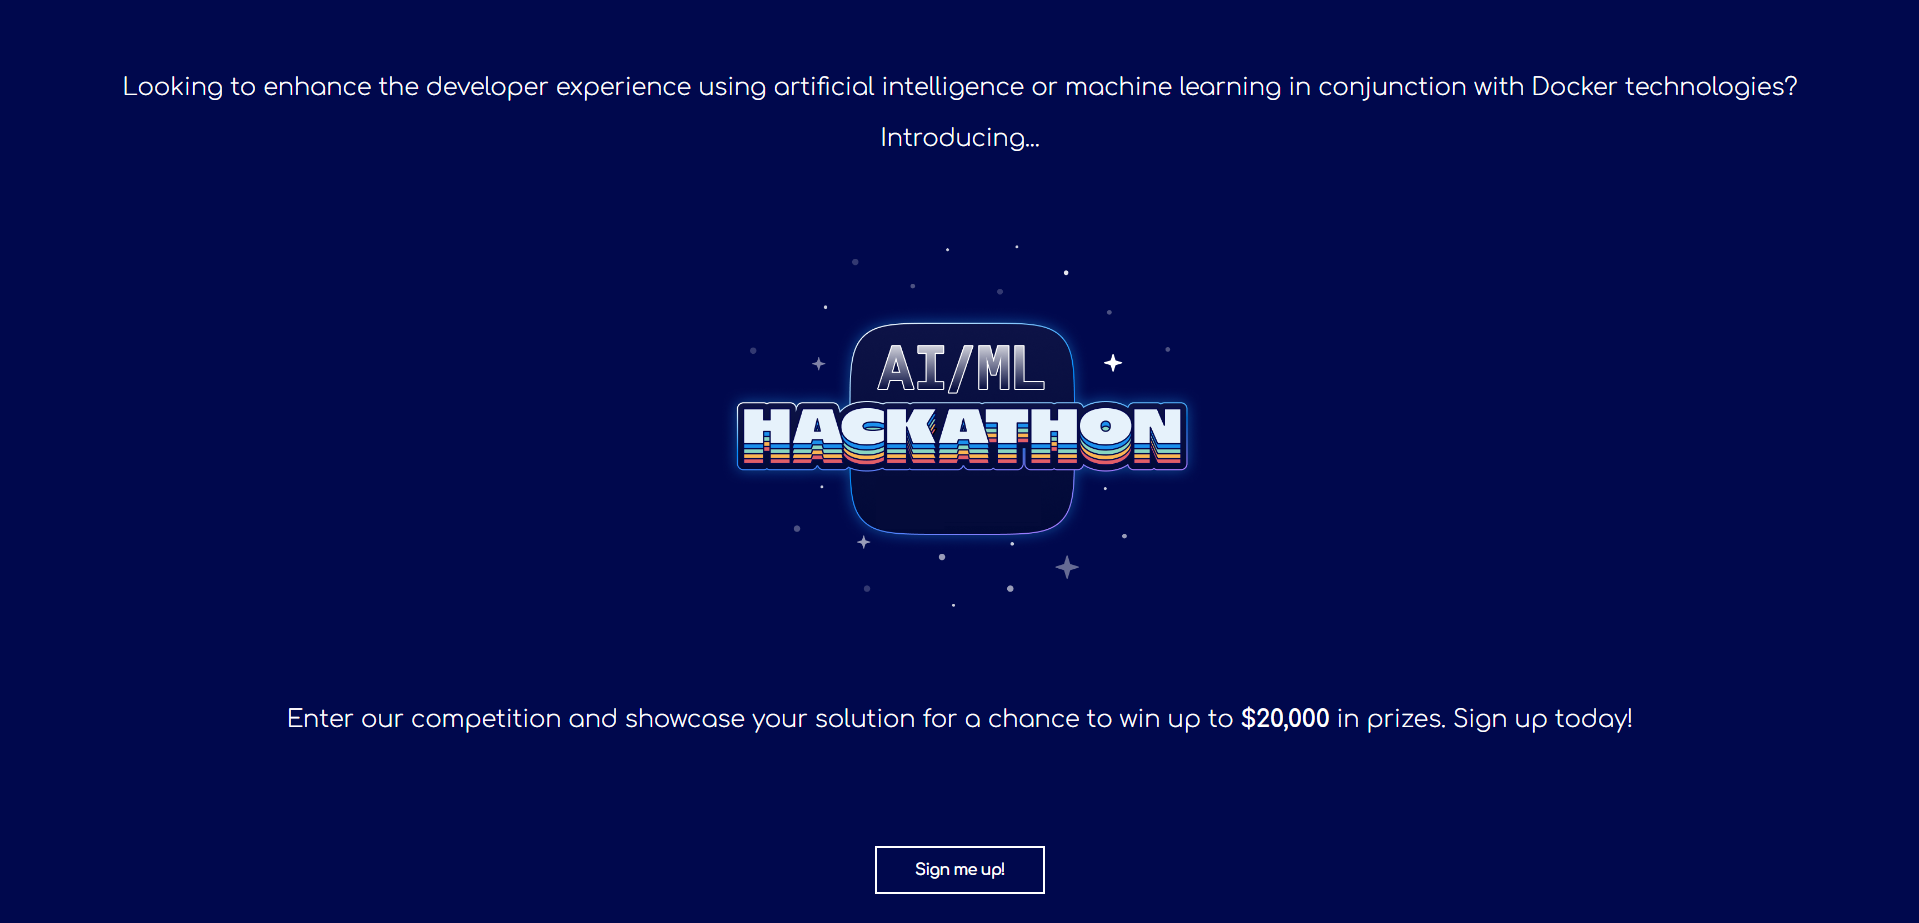 Looking to enhance the developer experience using artificial intelligence or machine learning in conjunction with Docker technologies?
Introducing...
AI/ML
HACKATHON
Enter our competition and showcase your solution for a chance to win up to $20,000 in prizes. Sign up today!
Sign me up!